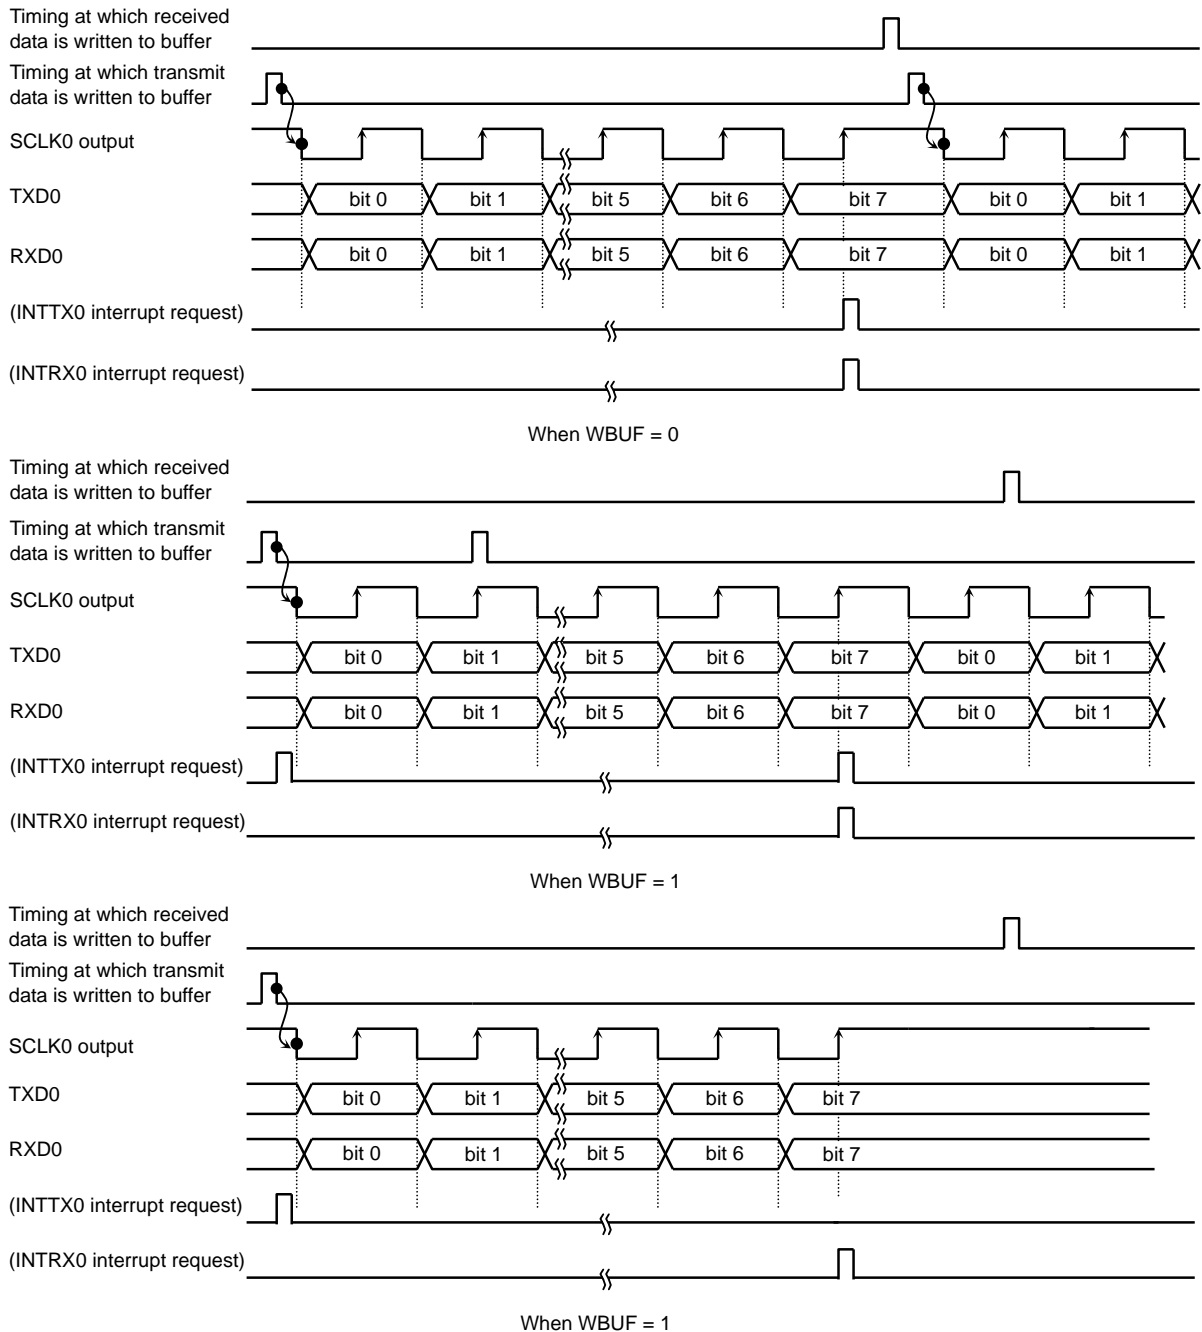 Timing at which received
data is written to buffer
Timing at which transmit
data is written to buffer
SCLK0 output
TXD0
bit 0 bit 1 bit 5 bit 6 bit 7 bit 0 bit 1
RXD0
bit 0 bit 1 bit 5 bit 6 bit 7 bit 0 bit 1
(INTTX0 interrupt request)
(INTRX0 interrupt request)
When WBUF = 0
Timing at which received
data is written to buffer
Timing at which transmit
data is written to buffer
SCLK0 output
TXD0
bit 0 bit 1 bit 5 bit 6 bit 7 bit 0 bit 1
RXD0
bit 0 bit 1 bit 5 bit 6 bit 7 bit 0 bit 1
(INTTX0 interrupt request)
(INTRX0 interrupt request)
When WBUF = 1
Timing at which received
data is written to buffer
Timing at which transmit
data is written to buffer
SCLK0 output
TXD0
bit 0 bit 1 bit 5 bit 6 bit 7
RXD0
bit 0 bit 1 bit 5 bit 6 bit 7
(INTTX0 interrupt request)
(INTRX0 interrupt request)
When WBUF = 1